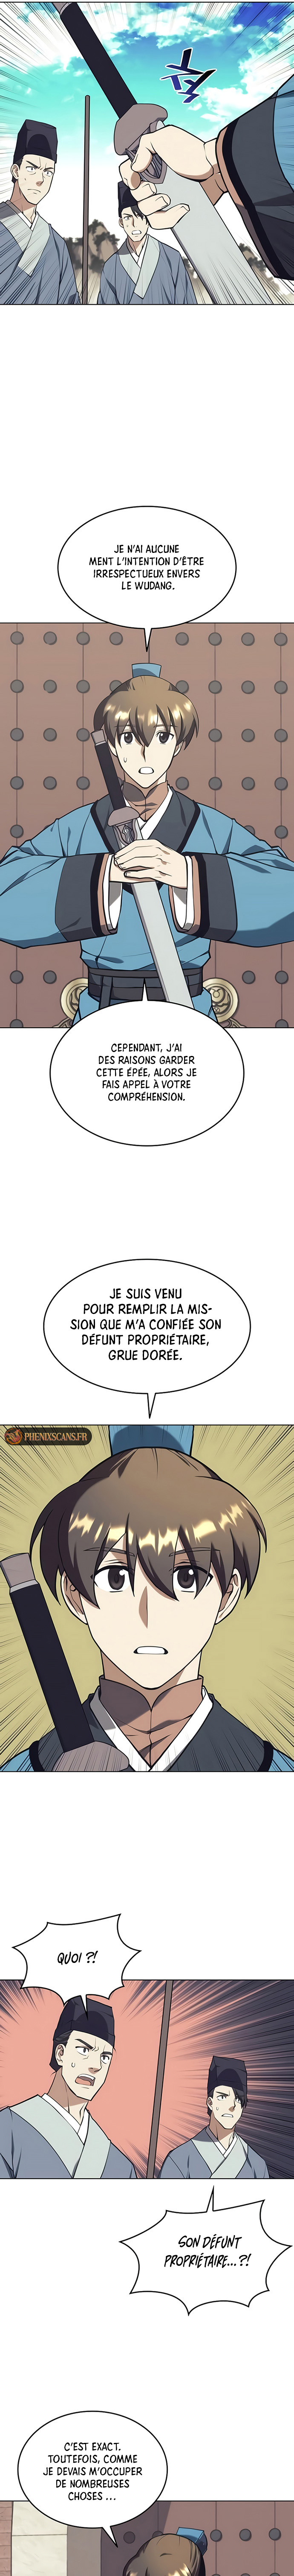 JE N'AI AUCUNE
MENT L'INTENTION D'ÊTRE
IRRESPECTUEUX ENVERS
LE WUDANG.
CEPENDANT, J'AI
DES RAISONS GARDER
CETTE ÉPÉE, ALORS JE
FAIS APPEL À VOTRE
COMPRÉHENSION.
JE SUIS VENU
POUR REMPLIR LA MIS-
SION QUE M'A CONFIÉE SON
DÉFUNT PROPRIÉTAIRE,
GRUE DORÉE.
PHENIXSCANS.FR
QUOI ?!
SON DÉFUNT
PROPRIÉTAIRE...?!
C'EST EXACT.
TOUTEFOIS, COMME
JE DEVAIS M'OCCUPER
DE NOMBREUSES
CHOSES ...